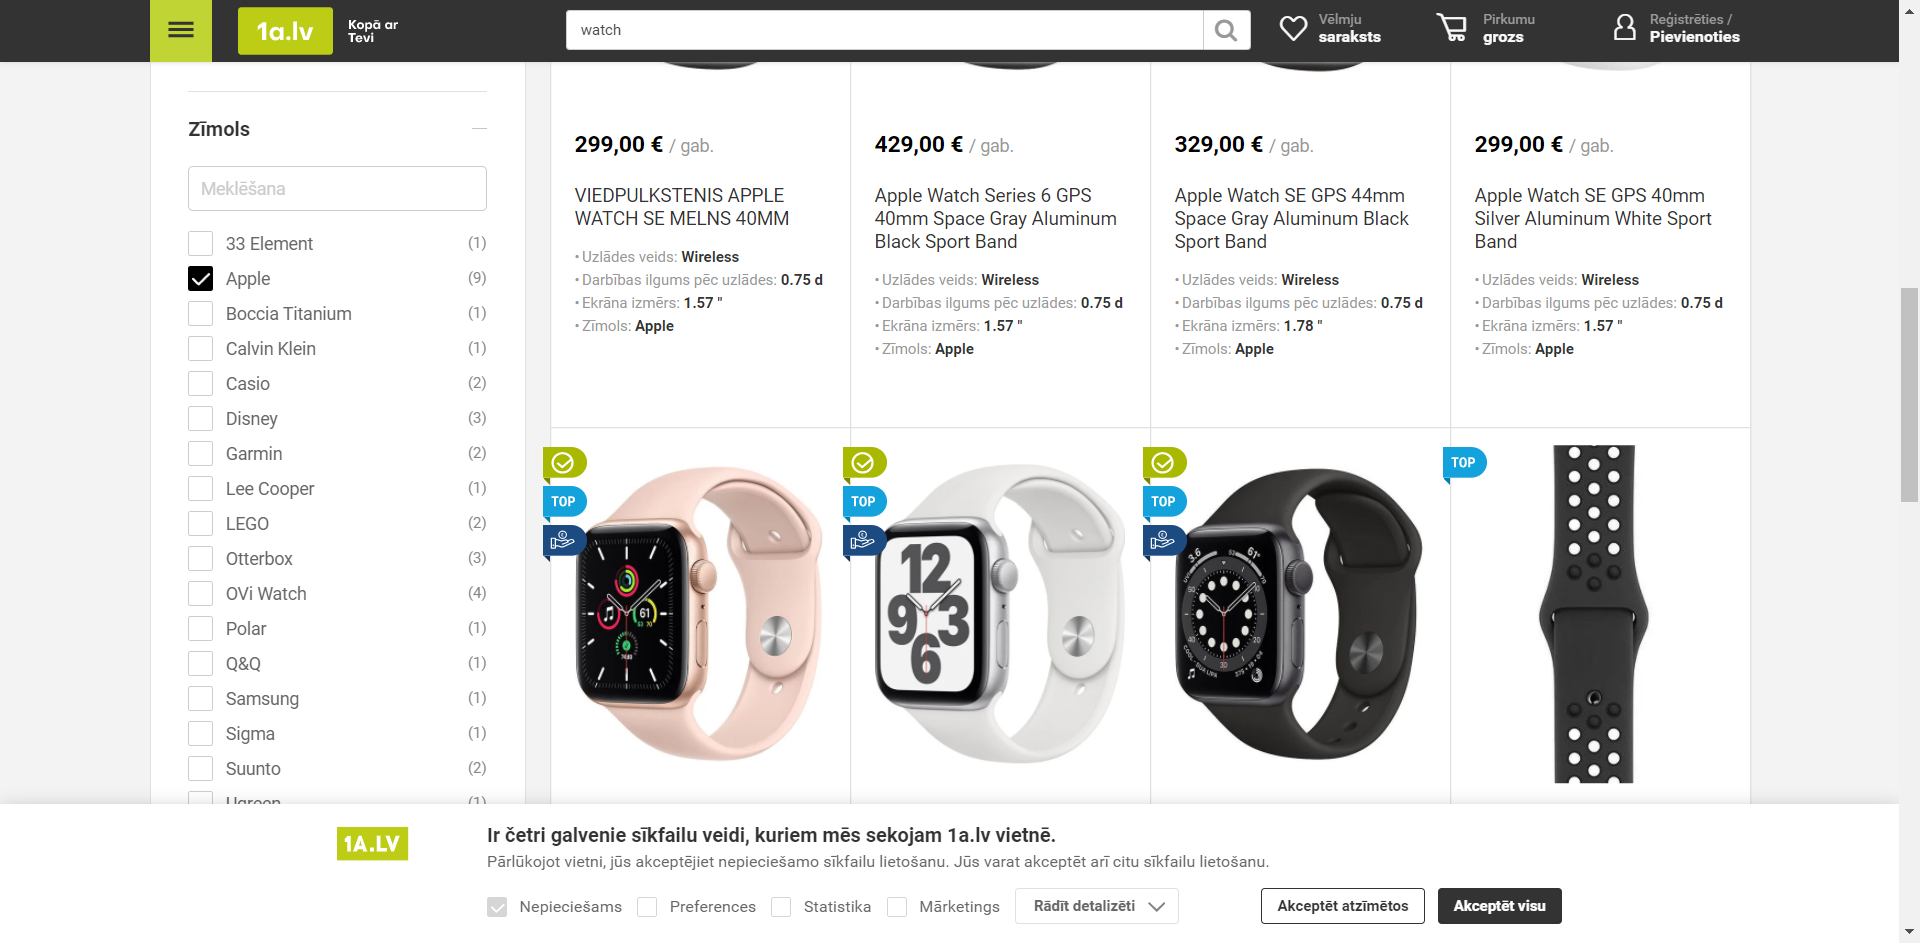 1a.lv
Kopā ar
Tevi
watch
Vēlmju
saraksts
Pirkumu
grozs
Reģistrēties /
Pievienoties
Zīmols
Meklēšana
33 Element (1)
Apple (9)
Boccia Titanium (1)
Calvin Klein (1)
Casio (2)
Disney (3)
Garmin (2)
Lee Cooper (1)
LEGO (2)
Otterbox (3)
OVi Watch (4)
Polar (1)
Q&Q (1)
Samsung (1)
Sigma (1)
Suunto (2)
Ugreen (1)
299,00 € / gab.
VIEDPULKSTENIS APPLE
WATCH SE MELNS 40MM
• Uzlādes veids: Wireless
• Darbības ilgums pēc uzlādes: 0.75 d
• Ekrāna izmērs: 1.57 "
• Zīmols: Apple
429,00 € / gab.
Apple Watch Series 6 GPS
40mm Space Gray Aluminum
Black Sport Band
• Uzlādes veids: Wireless
• Darbības ilgums pēc uzlādes: 0.75 d
• Ekrāna izmērs: 1.57 "
• Zīmols: Apple
329,00 € / gab.
Apple Watch SE GPS 44mm
Space Gray Aluminum Black
Sport Band
• Uzlādes veids: Wireless
• Darbības ilgums pēc uzlādes: 0.75 d
• Ekrāna izmērs: 1.78 "
• Zīmols: Apple
299,00 € / gab.
Apple Watch SE GPS 40mm
Silver Aluminum White Sport
Band
• Uzlādes veids: Wireless
• Darbības ilgums pēc uzlādes: 0.75 d
• Ekrāna izmērs: 1.57 "
• Zīmols: Apple
TOP
61
TOP
12
9 3
6
TOP
TOP
1A.LV
Ir četri galvenie sīkfailu veidi, kuriem mēs sekojam 1a.lv vietnē.
Pārlūkojot vietni, jūs akceptējiet nepieciešamo sīkfailu lietošanu. Jūs varat akceptēt arī citu sīkfailu lietošanu.
Nepieciešams
Preferences
Statistika
Mārketings
Rādīt detalizēti
Akceptēt atzīmētos
Akceptēt visu